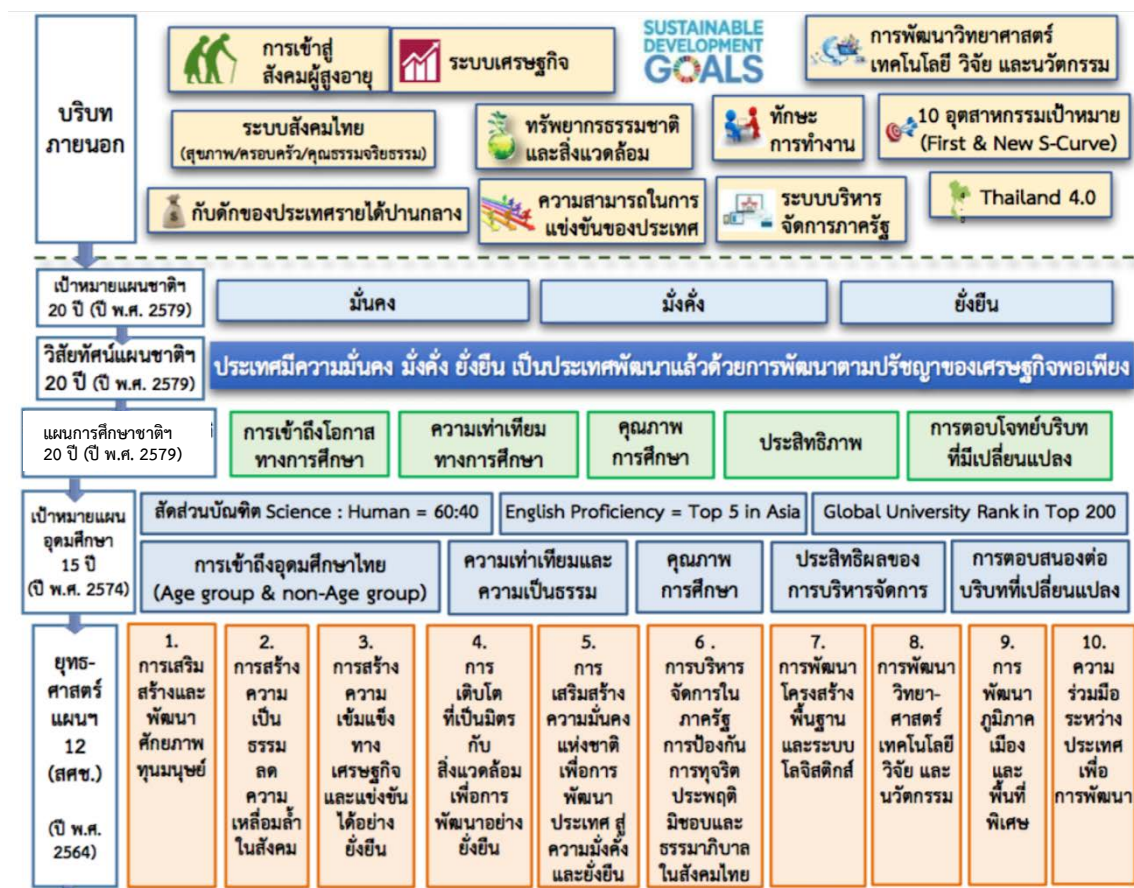 บริบท
ภายนอก
การเข้าสู่
สังคมผู้สูงอายุ
ระบบเศรษฐกิจ
SUSTAINABLE
DEVELOPMENT
GOALS
การพัฒนาวิทยาศาสตร์
เทคโนโลยี วิจัย และนวัตกรรม
ระบบสังคมไทย
(สุขภาพ/ครอบครัว/คุณธรรมจริยธรรม)
ทรัพยากรธรรมชาติ
และสิ่งแวดล้อม
ทักษะ
การทำงาน
10 อุตสาหกรรมเป้าหมาย
(First & New S-Curve)
กับดักของประเทศรายได้ปานกลาง
ความสามารถในการ
แข่งขันของประเทศ
ระบบบริหาร
จัดการภาครัฐ
Thailand 4.0
เป้าหมายแผนชาติฯ
20 ปี (ปี พ.ศ. 2579)
มั่นคง
มั่งคั่ง
ยั่งยืน
วิสัยทัศน์แผนชาติฯ
20 ปี (ปี พ.ศ. 2579)
ประเทศมีความมั่นคง มั่งคั่ง ยั่งยืน เป็นประเทศพัฒนาแล้วด้วยการพัฒนาตามปรัชญาของเศรษฐกิจพอเพียง
แผนการศึกษาชาติฯ
20 ปี (ปี พ.ศ. 2579)
การเข้าถึงโอกาส
ทางการศึกษา
ความเท่าเทียม
ทางการศึกษา
คุณภาพ
การศึกษา
ประสิทธิภาพ
การตอบโจทย์บริบท
ที่มีเปลี่ยนแปลง
เป้าหมายแผน
อุดมศึกษา
15 ปี
(ปี พ.ศ. 2574)
สัดส่วนบัณฑิต Science : Human = 60:40
English Proficiency = Top 5 in Asia
Global University Rank in Top 200
การเข้าถึงอุดมศึกษาไทย
(Age group & non-Age group)
ความเท่าเทียมและ
ความเป็นธรรม
คุณภาพ
การศึกษา
ประสิทธิผลของ
การบริหารจัดการ
การตอบสนองต่อ
บริบทที่เปลี่ยนแปลง
ยุทธ-
ศาสตร์
แผนฯ
12
(สศช.)
(ปี พ.ศ.
2564)
1.
การเสริม
สร้างและ
พัฒนา
ศักยภาพ
ทุนมนุษย์
2.
การสร้าง
ความ
เป็น
ธรรม
ลด
ความ
เหลื่อมล้ำ
ในสังคม
3.
การสร้าง
ความ
เข้มแข็ง
ทาง
เศรษฐกิจ
และแข่งขัน
ได้อย่าง
ยั่งยืน
4.
การ
เติบโต
ที่เป็นมิตร
กับ
สิ่งแวดล้อม
เพื่อการ
พัฒนาอย่าง
ยั่งยืน
5.
การ
เสริมสร้าง
ความมั่นคง
แห่งชาติ
เพื่อการ
พัฒนา
ประเทศ สู่
ความมั่งคั่ง
และยั่งยืน
6 .
การบริหาร
จัดการใน
ภาครัฐ
การป้องกัน
การทุจริต
ประพฤติ
มิชอบและ
ธรรมาภิบาล
ในสังคมไทย
7.
การพัฒนา
โครงสร้าง
พื้นฐาน
และระบบ
โลจิสติกส์
8.
การพัฒนา
วิทยา-
ศาสตร์
เทคโนโลยี
วิจัย และ
นวัตกรรม
9.
การ
พัฒนา
ภูมิภาค
เมือง
และ
พื้นที่
พิเศษ
10.
ความ
ร่วมมือ
ระหว่าง
ประเทศ
เพื่อ
การพัฒนา